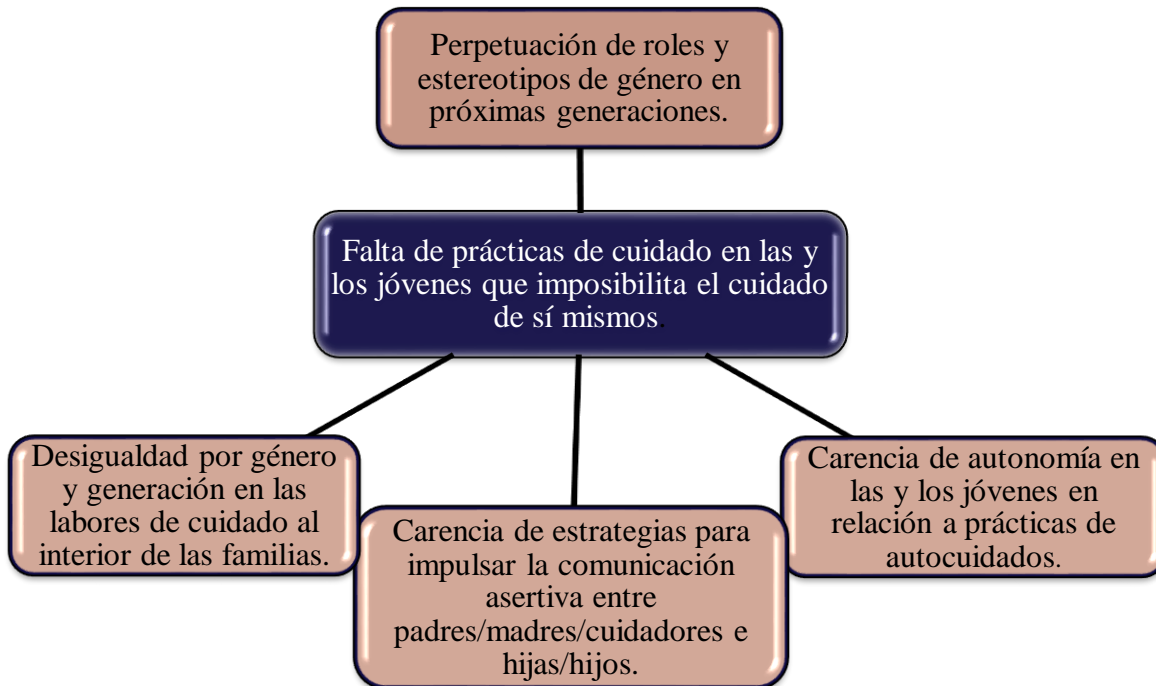 Perpetuación de roles y
estereotipos de género en
próximas generaciones.
Falta de prácticas de cuidado en las y
los jóvenes que imposibilita el cuidado
de sí mismos.
Desigualdad por género
y generación en las
labores de cuidado al
interior de las familias.
Carencia de estrategias para
impulsar la comunicación
asertiva entre
padres/madres/cuidadores e
hijas/hijos.
Carencia de autonomía en
las y los jóvenes en
relación a prácticas de
autocuidados.